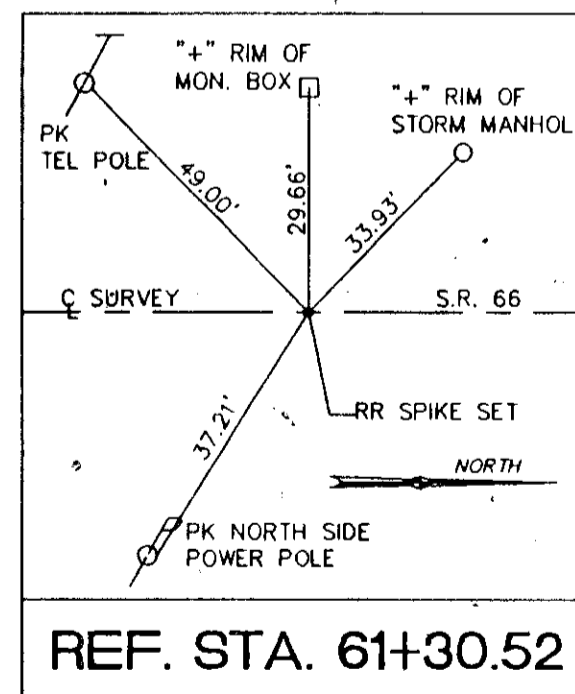 "+" RIM OF
MON. BOX
"+" RIM OF
STORM MANHOL
PK
TEL POLE
49.00'
29.66'
33.93'
℄ SURVEY
S.R. 66
RR SPIKE SET
37.21'
NORTH
PK NORTH SIDE
POWER POLE
REF. STA. 61+30.52